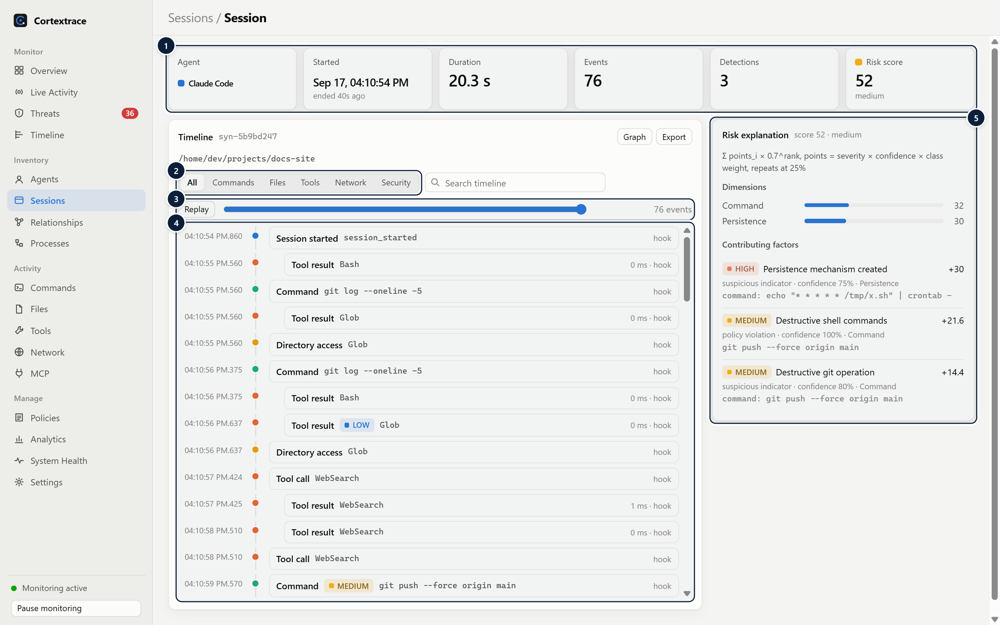 Cortextrace
Monitor
Overview
Live Activity
Threats 36
Timeline
Inventory
Agents
Sessions
Relationships
Processes
Activity
Commands
Files
Tools
Network
MCP
Manage
Policies
Analytics
System Health
Settings
Monitoring active
Pause monitoring
Sessions / Session
1
Agent
Claude Code
Started
Sep 17, 04:10:54 PM
ended 40s ago
Duration
20.3 s
Events
76
Detections
3
Risk score
52
medium
Timeline syn-5b9bd247
Graph Export
/home/dev/projects/docs-site
2
All Commands Files Tools Network Security
Search timeline
3
Replay 76 events
4
04:10:54 PM.860 Session started session_started hook
04:10:55 PM.560 Tool result Bash 0 ms · hook
04:10:55 PM.560 Command git log --oneline -5 hook
04:10:55 PM.560 Tool result Glob 0 ms · hook
04:10:55 PM.560 Directory access Glob hook
04:10:56 PM.375 Command git log --oneline -5 hook
04:10:56 PM.375 Tool result Bash 0 ms · hook
04:10:56 PM.637 Tool result LOW Glob 0 ms · hook
04:10:56 PM.637 Directory access Glob hook
04:10:57 PM.424 Tool call WebSearch hook
04:10:57 PM.425 Tool result WebSearch 1 ms · hook
04:10:58 PM.510 Tool result WebSearch 0 ms · hook
04:10:58 PM.510 Tool call WebSearch hook
04:10:59 PM.570 Command MEDIUM git push --force origin main hook
5
Risk explanation score 52 · medium
Σ points_i × 0.7^rank, points = severity × confidence × class
weight, repeats at 25%
Dimensions
Command 32
Persistence 30
Contributing factors
HIGH Persistence mechanism created +30
suspicious indicator · confidence 75% · Persistence
command: echo "* * * * * /tmp/x.sh" | crontab -
MEDIUM Destructive shell commands +21.6
policy violation · confidence 100% · Command
git push --force origin main
MEDIUM Destructive git operation +14.4
suspicious indicator · confidence 80% · Command
command: git push --force origin main